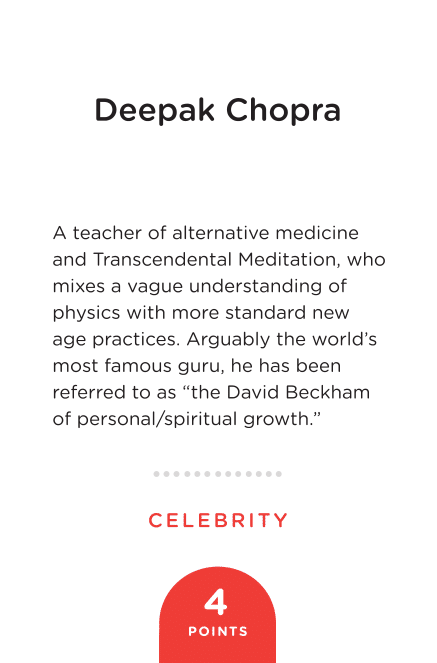 Deepak Chopra
A teacher of alternative medicine
and Transcendental Meditation, who
mixes a vague understanding of
physics with more standard new
age practices. Arguably the world’s
most famous guru, he has been
referred to as “the David Beckham
of personal/spiritual growth.”
CELEBRITY
4
POINTS